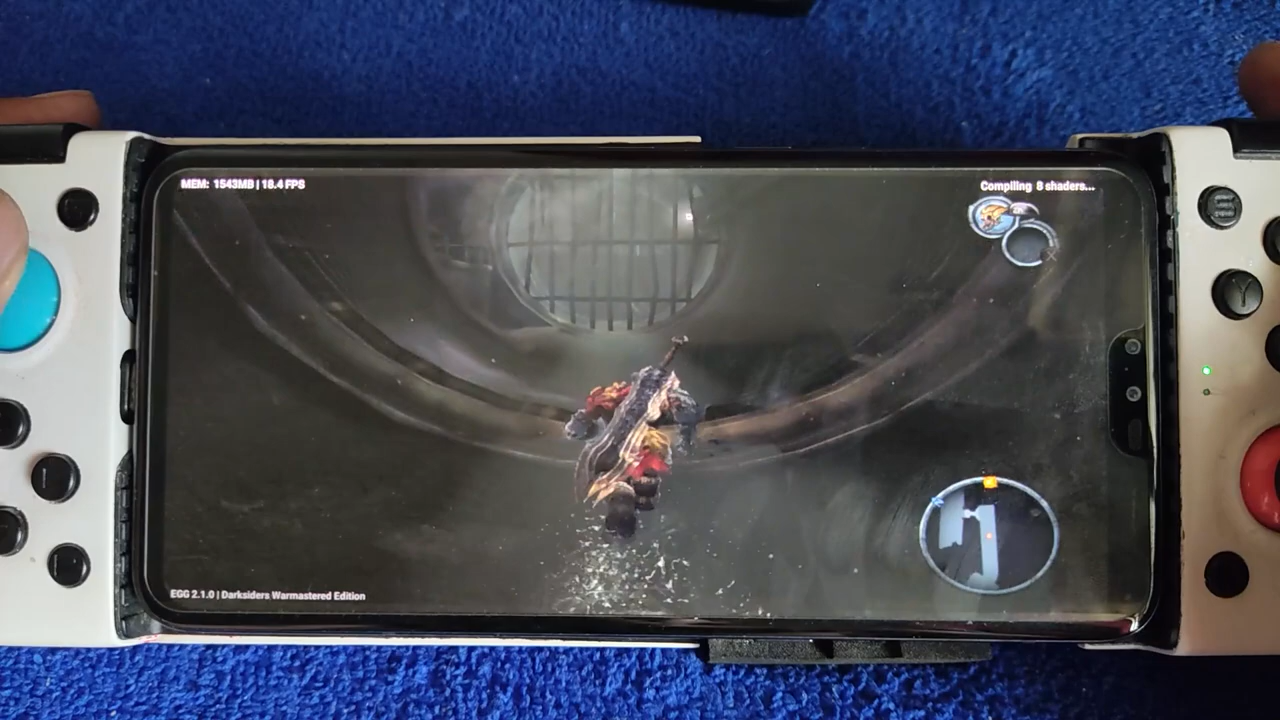 MEM: 1543MB | 18.4 FPS
Compiling 8 shaders...
Y
EGG 2.1.0 | Darksiders Warmastered Edition